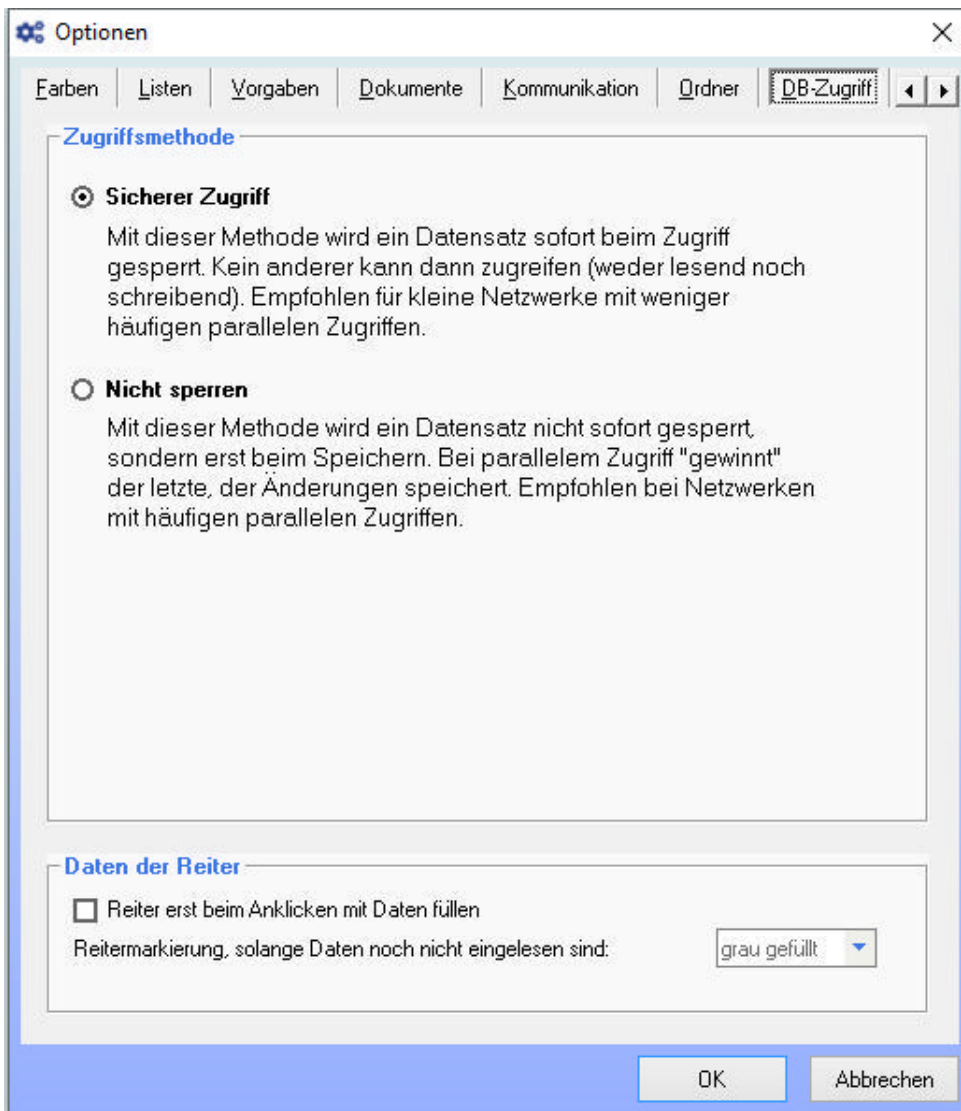 Optionen
Farben Listen Vorgaben Dokumente Kommunikation Ordner DB-Zugriff
Zugriffsmethode
Sicherer Zugriff
Mit dieser Methode wird ein Datensatz sofort beim Zugriff
gesperrt. Kein anderer kann dann zugreifen (weder lesend noch
schreibend). Empfohlen für kleine Netzwerke mit weniger
häufigen parallelen Zugriffen.
Nicht sperren
Mit dieser Methode wird ein Datensatz nicht sofort gesperrt,
sondern erst beim Speichern. Bei parallelem Zugriff "gewinnt"
der letzte, der Änderungen speichert. Empfohlen bei Netzwerken
mit häufigen parallelen Zugriffen.
Daten der Reiter
Reiter erst beim Anklicken mit Daten füllen
Reitermarkierung, solange Daten noch nicht eingelesen sind: grau gefüllt
OK Abbrechen